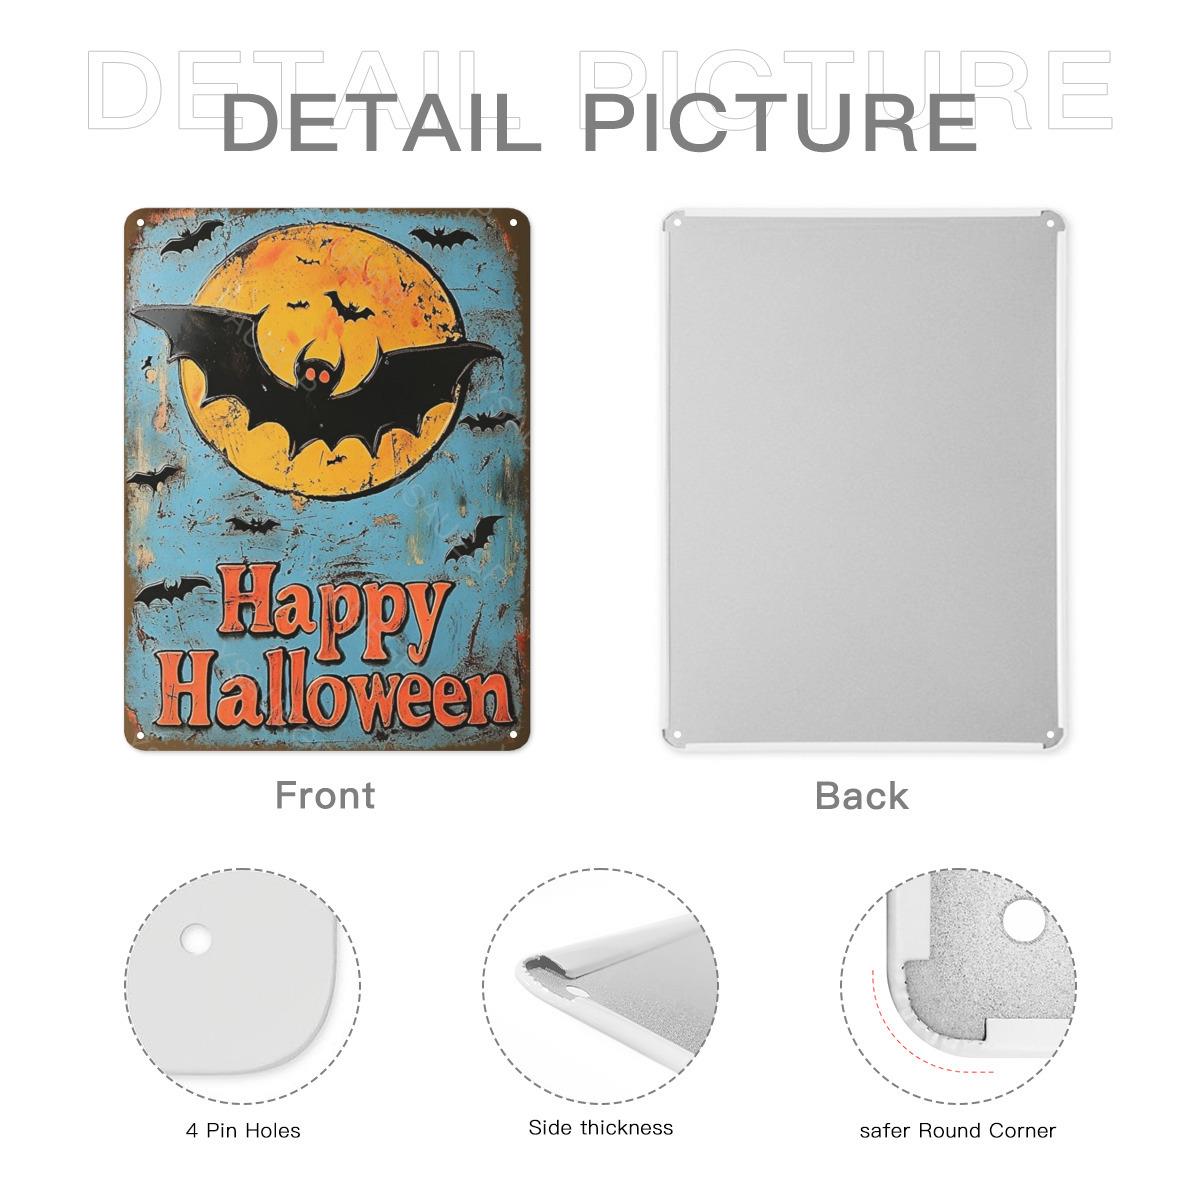 DETAIL PICTURE
DETAIL PICTURE
Happy
Halloween
Front
Back
4 Pin Holes
Side thickness
safer Round Corner